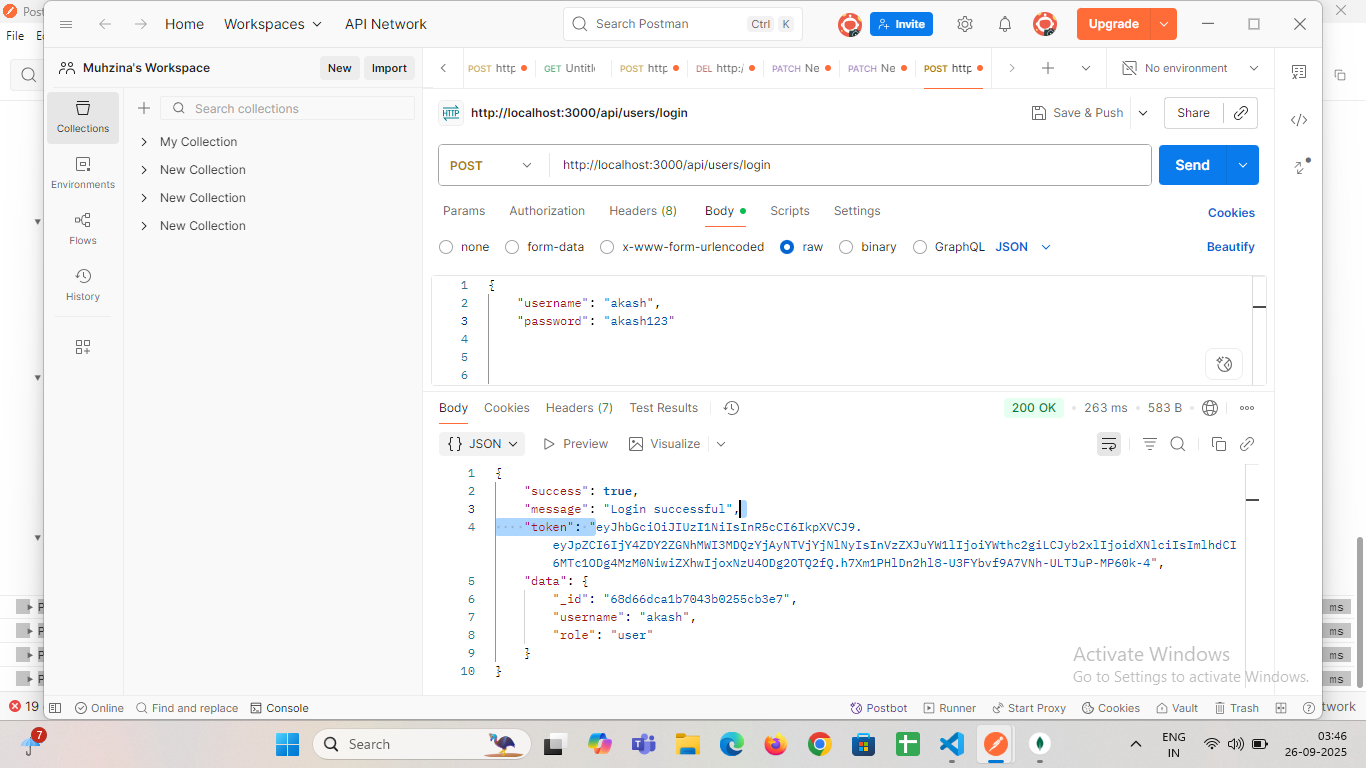 Post
File
Home
Workspaces
API Network
Search Postman
Ctrl K
Invite
Upgrade
Muhzina's Workspace
New
Import
POST http
GET Untitle
POST http
DEL http:/
PATCH Ne
PATCH Ne
POST http
No environment
Collections
Environments
Flows
History
Search collections
My Collection
New Collection
New Collection
New Collection
HTTP
http://localhost:3000/api/users/login
Save & Push
Share
POST
http://localhost:3000/api/users/login
Send
Params
Authorization
Headers (8)
Body
Scripts
Settings
Cookies
none
form-data
x-www-form-urlencoded
raw
binary
GraphQL
JSON
Beautify
1 {
2 "username": "akash",
3 "password": "akash123"
4
5
6
Body
Cookies
Headers (7)
Test Results
200 OK
263 ms
583 B
{} JSON
Preview
Visualize
1 {
2 "success": true,
3 "message": "Login successful",
4 "token": "eyJhbGciOiJIUzI1NiIsInR5cCI6IkpXVCJ9.
eyJpZCI6IjY4ZDY2ZGNhMWI3MDQzYjAyNTVjYjNlNyIsInVzZXJuYW1lIjoiYWthc2giLCJyb2xlIjoidXNlciIsImlhdCI
6MTc1ODg4MzM0NiwiZXhwIjoxNzU4ODg2OTQ2fQ.h7Xm1PHlDn2hl8-U3FYbvf9A7VNh-ULTJuP-MP60k-4",
5 "data": {
6 "_id": "68d66dca1b7043b0255cb3e7",
7 "username": "akash",
8 "role": "user"
9 }
10 }
Activate Windows
Go to Settings to activate Windows.
ms
ms
ms
ms
19
Online
Find and replace
Console
Postbot
Runner
Start Proxy
Cookies
Vault
Trash
twork
7
Search
ENG
IN
03:46
26-09-2025